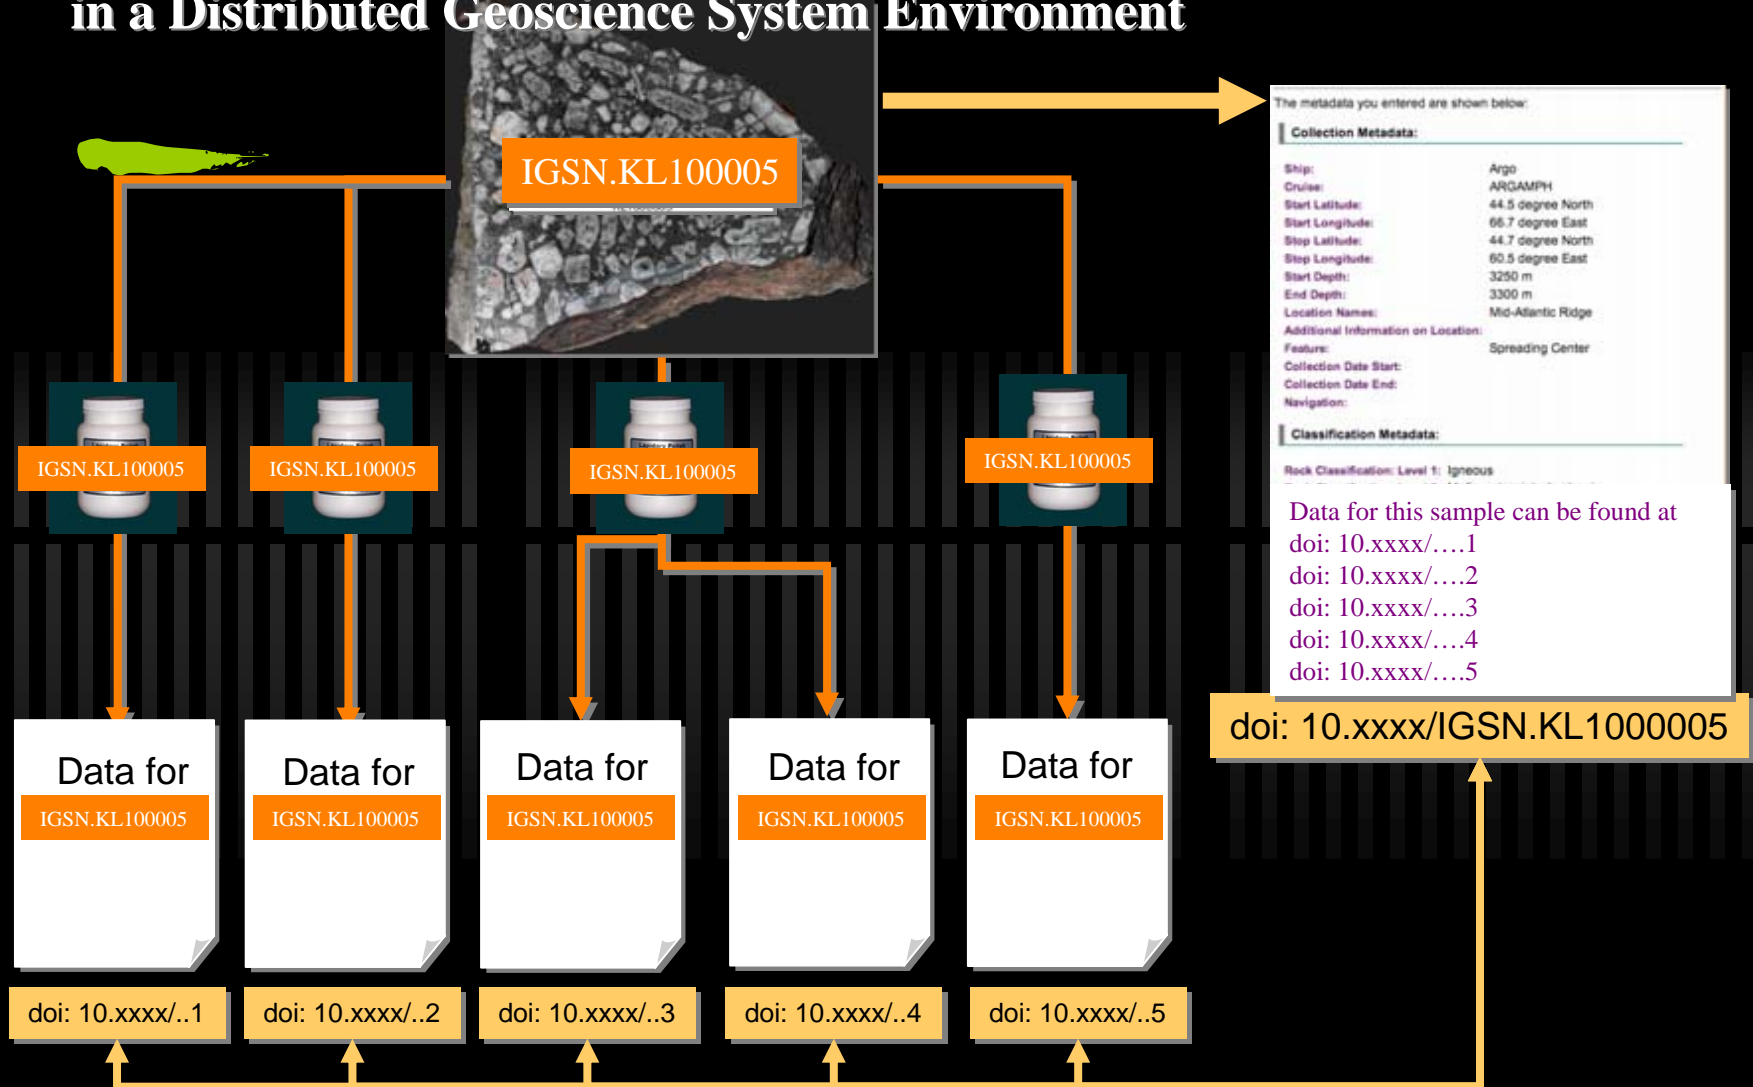 in a Distributed Geoscience System Environment
IGSN.KL100005
The metadata you entered are shown below:
Collection Metadata:
Ship: Argo
Cruise: ARGAMPH
Start Latitude: 44.5 degree North
Start Longitude: 66.7 degree East
Stop Latitude: 44.7 degree North
Stop Longitude: 60.5 degree East
Start Depth: 3250 m
End Depth: 3300 m
Location Names: Mid-Atlantic Ridge
Additional Information on Location:
Feature: Spreading Center
Collection Date Start:
Collection Date End:
Navigation:
Classification Metadata:
Rock Classification: Level 1: Igneous
Data for this sample can be found at
doi: 10.xxxx/….1
doi: 10.xxxx/….2
doi: 10.xxxx/….3
doi: 10.xxxx/….4
doi: 10.xxxx/….5
doi: 10.xxxx/IGSN.KL1000005
IGSN.KL100005
IGSN.KL100005
IGSN.KL100005
IGSN.KL100005
Data for
IGSN.KL100005
doi: 10.xxxx/..1
Data for
IGSN.KL100005
doi: 10.xxxx/..2
Data for
IGSN.KL100005
doi: 10.xxxx/..3
Data for
IGSN.KL100005
doi: 10.xxxx/..4
Data for
IGSN.KL100005
doi: 10.xxxx/..5